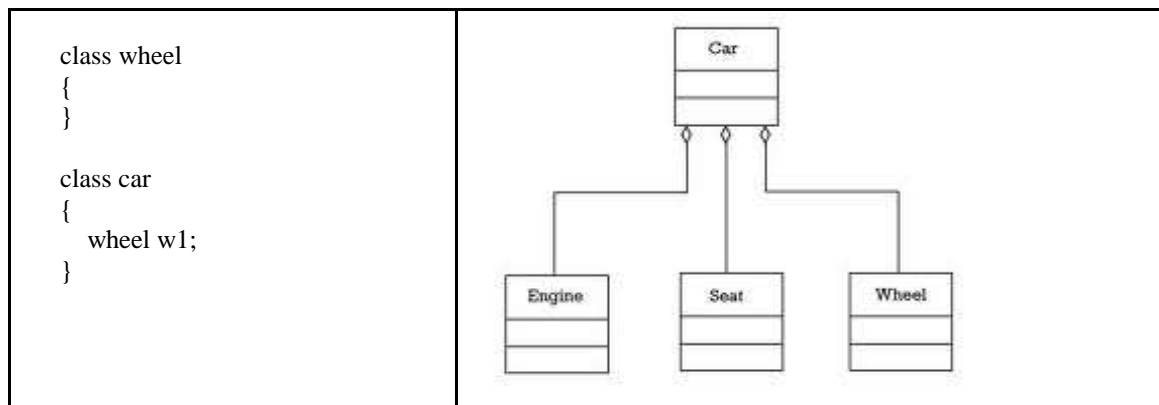 class wheel
{
}
class car
{
wheel w1;
}
Car
Engine
Seat
Wheel